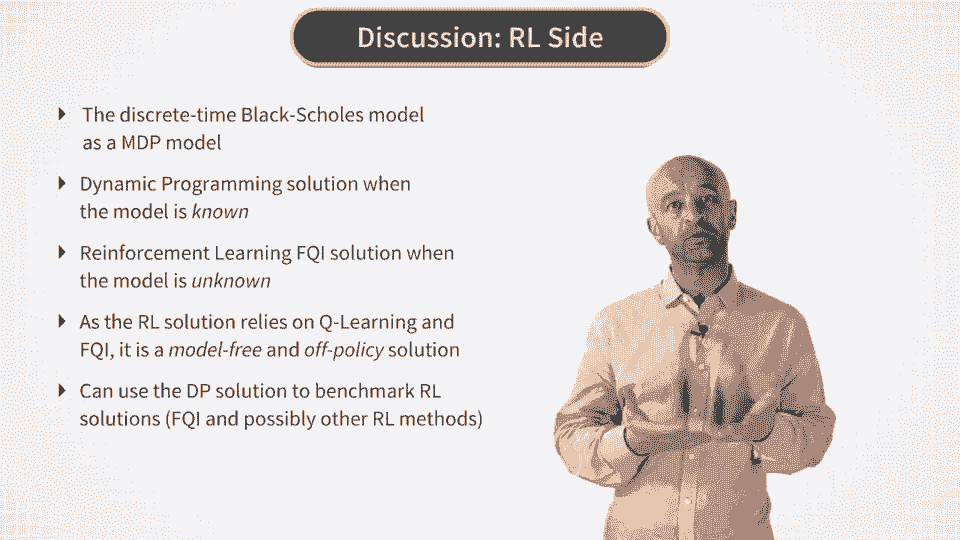 Discussion: RL Side
The discrete-time Black-Scholes model
as a MDP model
Dynamic Programming solution when
the model is known
Reinforcement Learning FQI solution when
the model is unknown
As the RL solution relies on Q-Learning and
FQI, it is a model-free and off-policy solution
Can use the DP solution to benchmark RL
solutions (FQI and possibly other RL methods)